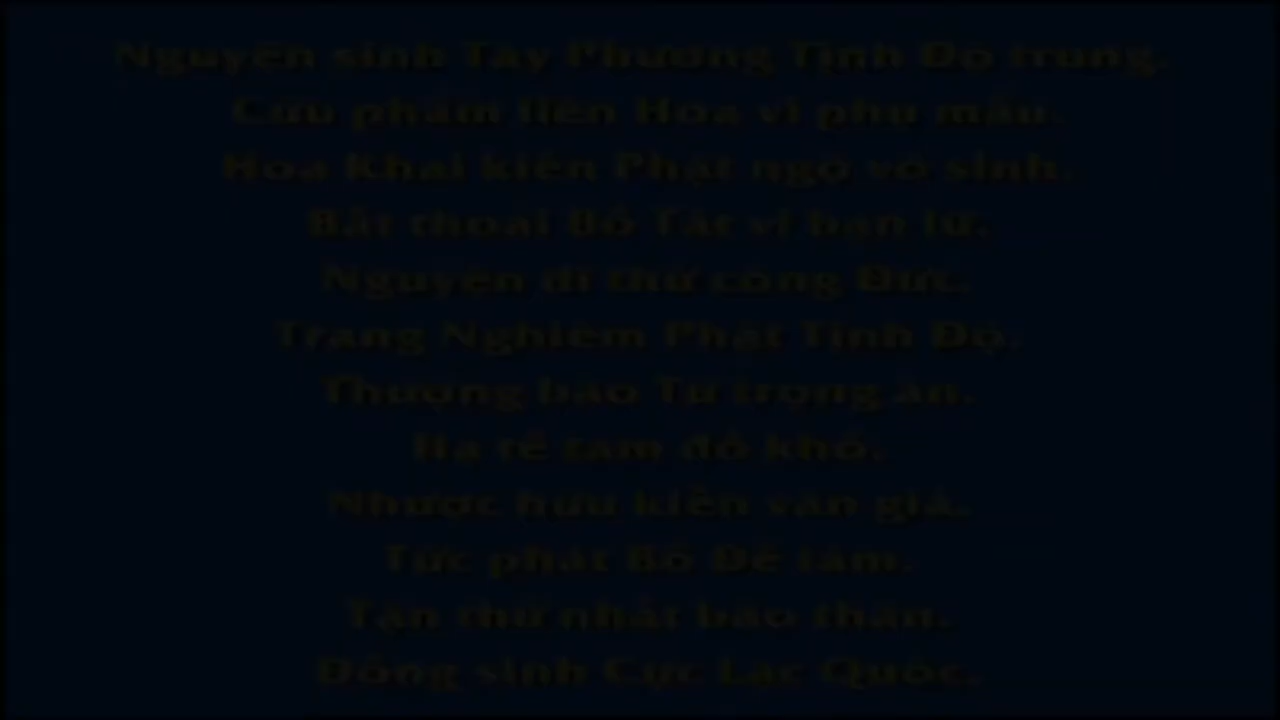 Nguyện sinh Tây Phương Tịnh Độ trung.
Cửu phẩm liên Hoa vi phụ mẫu.
Hoa Khai kiến Phật ngộ vô sinh.
Bất thoái Bồ Tát vi bạn lữ.
Nguyện dĩ thử công Đức.
Trang Nghiêm Phật Tịnh Độ.
Thượng báo Tứ trọng ân.
Hạ tế tam đồ khổ.
Nhược hữu kiến văn giả.
Tức phát Bồ Đề tâm.
Tận thử nhất báo thân.
Đồng sinh Cực Lạc Quốc.